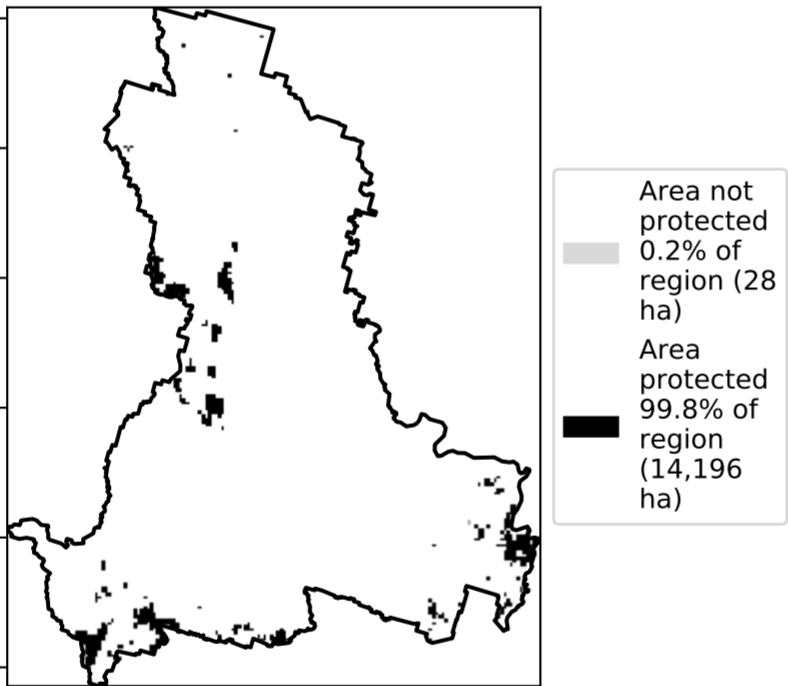 Area not
protected
0.2% of
region (28
ha)
Area
protected
99.8% of
region
(14,196
ha)